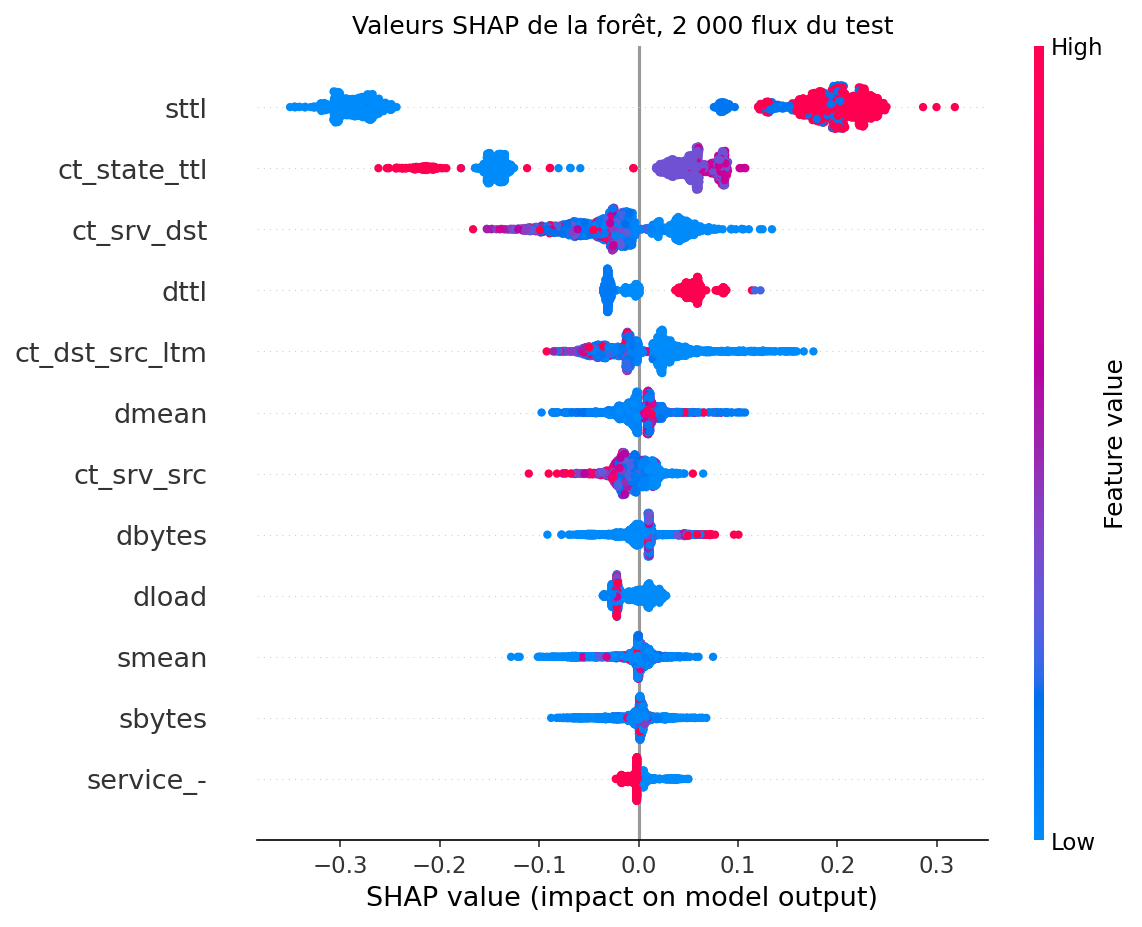 Valeurs SHAP de la forêt, 2 000 flux du test
High
sttl
ct_state_ttl
ct_srv_dst
dttl
ct_dst_src_ltm
dmean
ct_srv_src
dbytes
dload
smean
sbytes
service_-
Feature value
Low
−0.3 −0.2 −0.1 0.0 0.1 0.2 0.3
SHAP value (impact on model output)